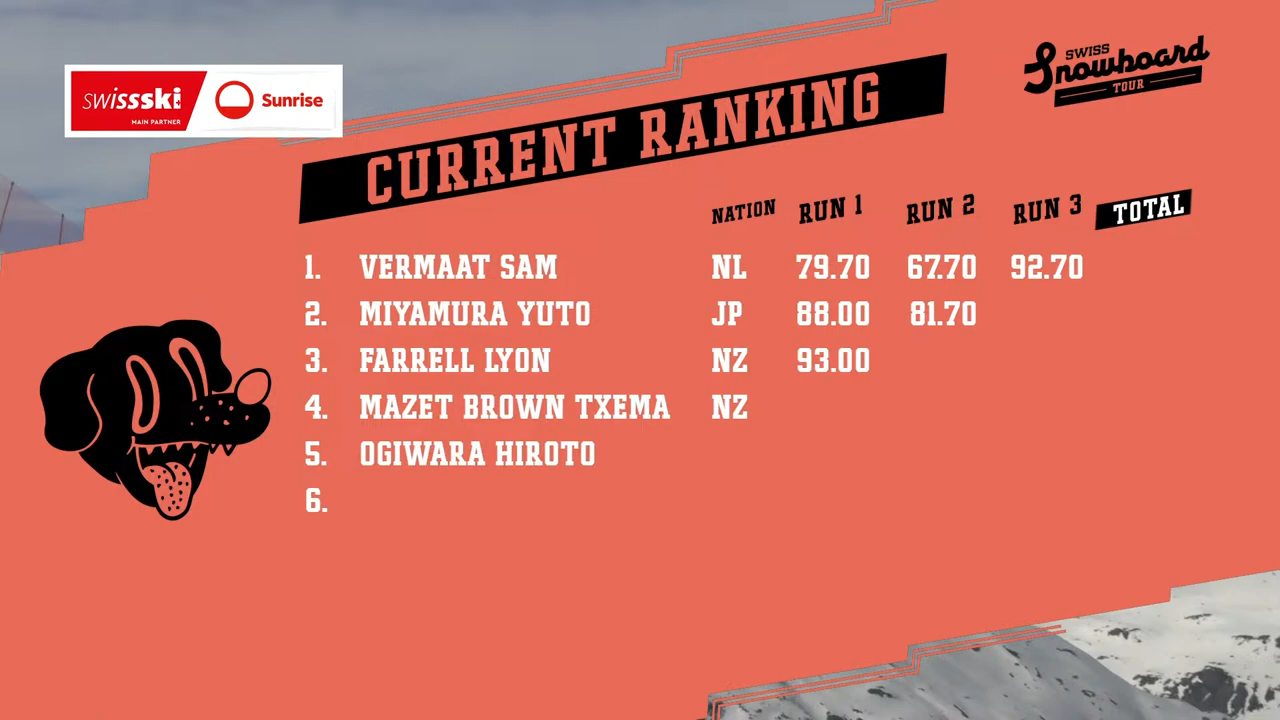 swissski
MAIN PARTNER
Sunrise
SWISS
Snowboard
TOUR
CURRENT RANKING
NATION RUN 1 RUN 2 RUN 3 TOTAL
1. VERMAAT SAM NL 79.70 67.70 92.70
2. MIYAMURA YUTO JP 88.00 81.70
3. FARRELL LYON NZ 93.00
4. MAZET BROWN TXEMA NZ
5. OGIWARA HIROTO
6.